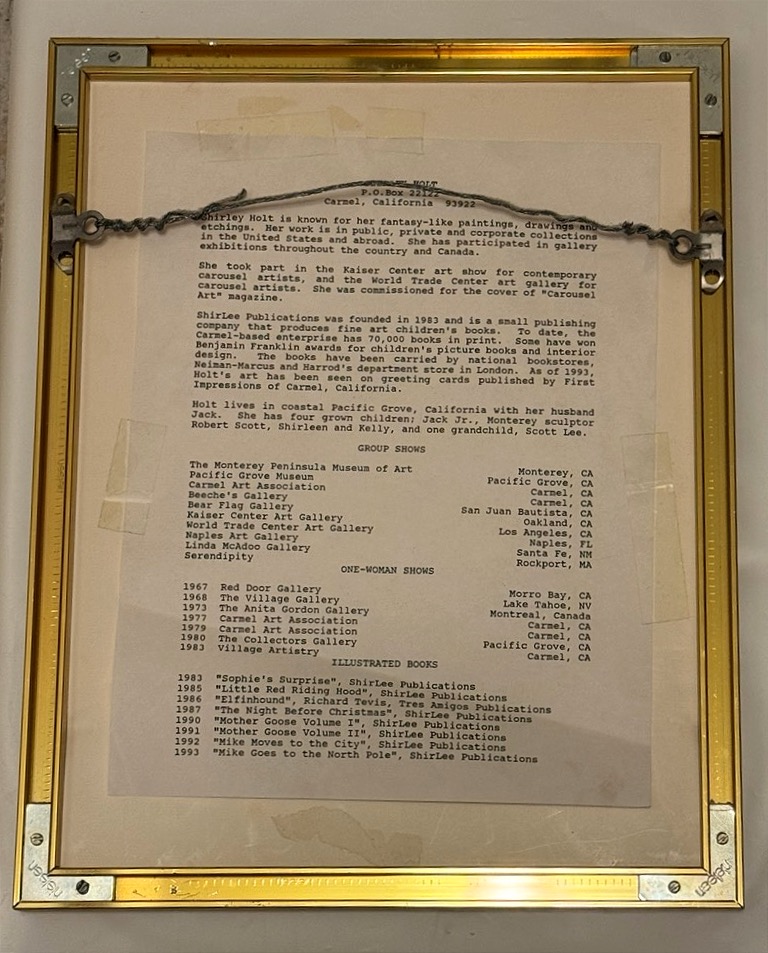 HOLT
P.O.Box
Carmel, California 93922
Shirley Holt is known for her fantasy-like paintings, drawings and
etchings. Her work is in public, private and corporate collections
in the United States and abroad. She has participated in gallery
exhibitions throughout the country and Canada.
She took part in the Kaiser Center art show for contemporary
carousel artists, and the World Trade Center art gallery for
carousel artists. She was commissioned for the cover of "Carousel
Art" magazine.
ShirLee Publications was founded in 1983 and is a small publishing
company that produces fine art children's books. To date, the
Carmel-based enterprise has 70,000 books in print. Some have won
Benjamin Franklin awards for children's picture books and interior
design. The books have been carried by national bookstores,
Neiman-Marcus and Harrod's department store in London. As of 1993,
Holt's art has been seen on greeting cards published by First
Impressions of Carmel, California.
Holt lives in coastal Pacific Grove, California with her husband
Jack. She has four grown children; Jack Jr., Monterey sculptor
Robert Scott, Shirleen and Kelly, and one grandchild, Scott Lee.
GROUP SHOWS
The Monterey Peninsula Museum of Art Monterey, CA
Pacific Grove Museum Pacific Grove, CA
Carmel Art Association Carmel, CA
Beeche's Gallery Carmel, CA
Bear Flag Gallery San Juan Bautista, CA
Kaiser Center Art Gallery Oakland, CA
World Trade Center Art Gallery Los Angeles, CA
Naples Art Gallery Naples, FL
Linda McAdoo Gallery Santa Fe, NM
Serendipity Rockport, MA
ONE-WOMAN SHOWS
1967 Red Door Gallery Morro Bay, CA
1968 The Village Gallery Lake Tahoe, NV
1973 The Anita Gordon Gallery Montreal, Canada
1977 Carmel Art Association Carmel, CA
1979 Carmel Art Association Carmel, CA
1980 The Collectors Gallery Pacific Grove, CA
1983 Village Artistry Carmel, CA
ILLUSTRATED BOOKS
1983 "Sophie's Surprise", ShirLee Publications
1985 "Little Red Riding Hood", ShirLee Publications
1986 "Elfinhound", Richard Tevis, Tres Amigos Publications
1987 "The Night Before Christmas", ShirLee Publications
1990 "Mother Goose Volume I", ShirLee Publications
1991 "Mother Goose Volume II", ShirLee Publications
1992 "Mike Moves to the City", ShirLee Publications
1993 "Mike Goes to the North Pole", ShirLee Publications
nielsen
nielsen